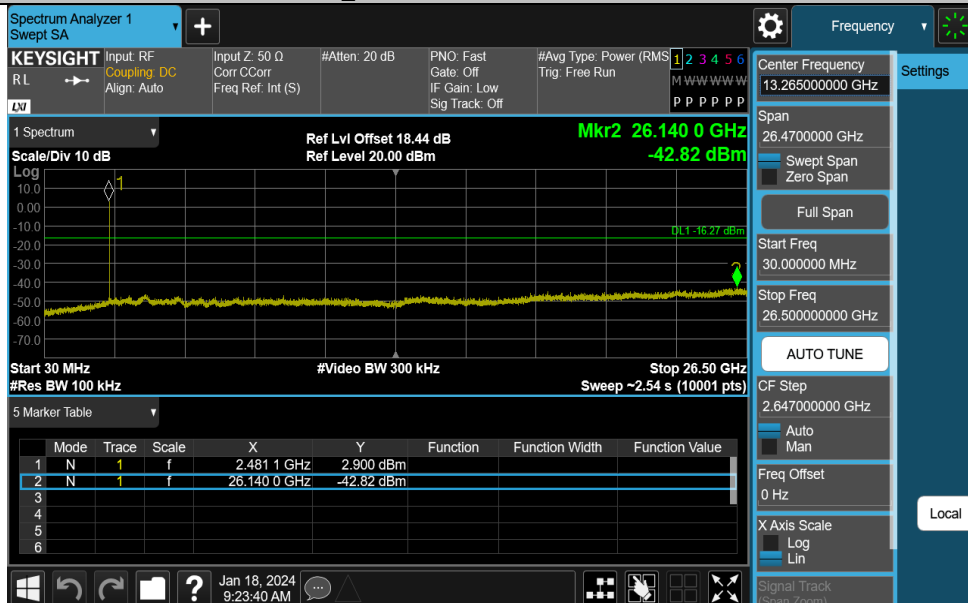 Spectrum Analyzer 1
Swept SA
+
Frequency
KEYSIGHT
RL
LXI
Input: RF
Coupling: DC
Align: Auto
Input Z: 50 Ω
Corr CCorr
Freq Ref: Int (S)
#Atten: 20 dB
PNO: Fast
Gate: Off
IF Gain: Low
Sig Track: Off
#Avg Type: Power (RMS
Trig: Free Run
1 2 3 4 5 6
M W W W W W
P P P P P P
Center Frequency
13.265000000 GHz
Settings
1 Spectrum
Scale/Div 10 dB
Ref Lvl Offset 18.44 dB
Ref Level 20.00 dBm
Mkr2 26.140 0 GHz
-42.82 dBm
Log
10.0
0.00
-10.0
-20.0
-30.0
-40.0
-50.0
-60.0
-70.0
1
DL1 -16.27 dBm
2
Start 30 MHz
#Res BW 100 kHz
#Video BW 300 kHz
Stop 26.50 GHz
Sweep ~2.54 s (10001 pts)
Span
26.4700000 GHz
Swept Span
Zero Span
Full Span
Start Freq
30.000000 MHz
Stop Freq
26.500000000 GHz
AUTO TUNE
CF Step
2.647000000 GHz
Auto
Man
Freq Offset
0 Hz
X Axis Scale
Log
Lin
Signal Track
(Span Zoom)
Local
5 Marker Table
Mode Trace Scale X Y Function Function Width Function Value
1 N 1 f 2.481 1 GHz 2.900 dBm
2 N 1 f 26.140 0 GHz -42.82 dBm
3
4
5
6
?
Jan 18, 2024
9:23:40 AM